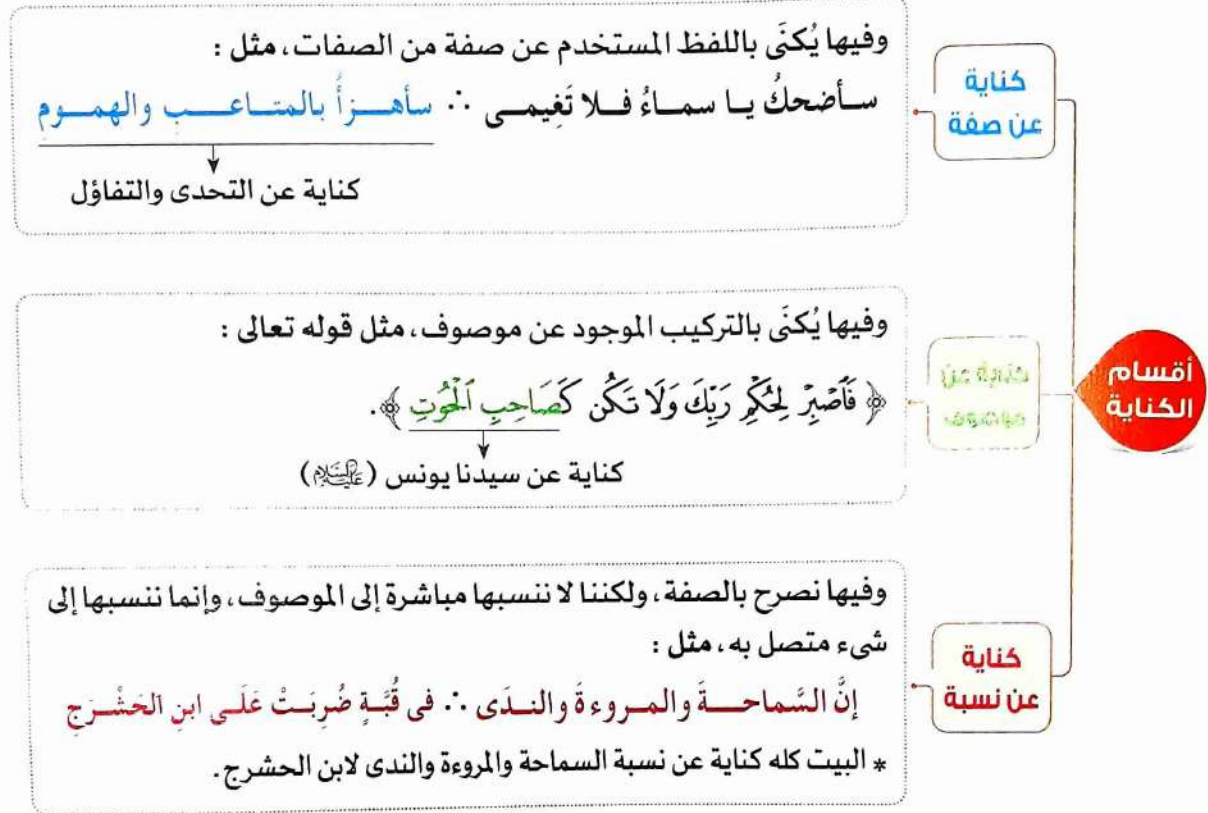 أقسام
الكناية
كناية
عن صفة
وفيها يُكنَى باللفظ المستخدم عن صفة من الصفات، مثل :
سأضحكُ يا سماءُ فلا تَغِيمى ∴ سأهزأُ بالمتاعبِ والهمومِ
كناية عن التحدى والتفاؤل
كناية عن
موصوف
وفيها يُكنَى بالتركيب الموجود عن موصوف، مثل قوله تعالى :
﴿ فَٱصۡبِرۡ لِحُكۡمِ رَبِّكَ وَلَا تَكُن كَصَاحِبِ ٱلۡحُوتِ ﴾.
كناية عن سيدنا يونس (عليه السلام)
كناية
عن نسبة
وفيها نصرح بالصفة، ولكننا لا ننسبها مباشرة إلى الموصوف، وإنما ننسبها إلى
شىء متصل به، مثل :
إنَّ السَّماحةَ والمروءةَ والندَى ∴ فى قُبَّةٍ ضُرِبَتْ عَلَى ابنِ الحَشْرَجِ
* البيت كله كناية عن نسبة السماحة والمروءة والندى لابن الحشرج.